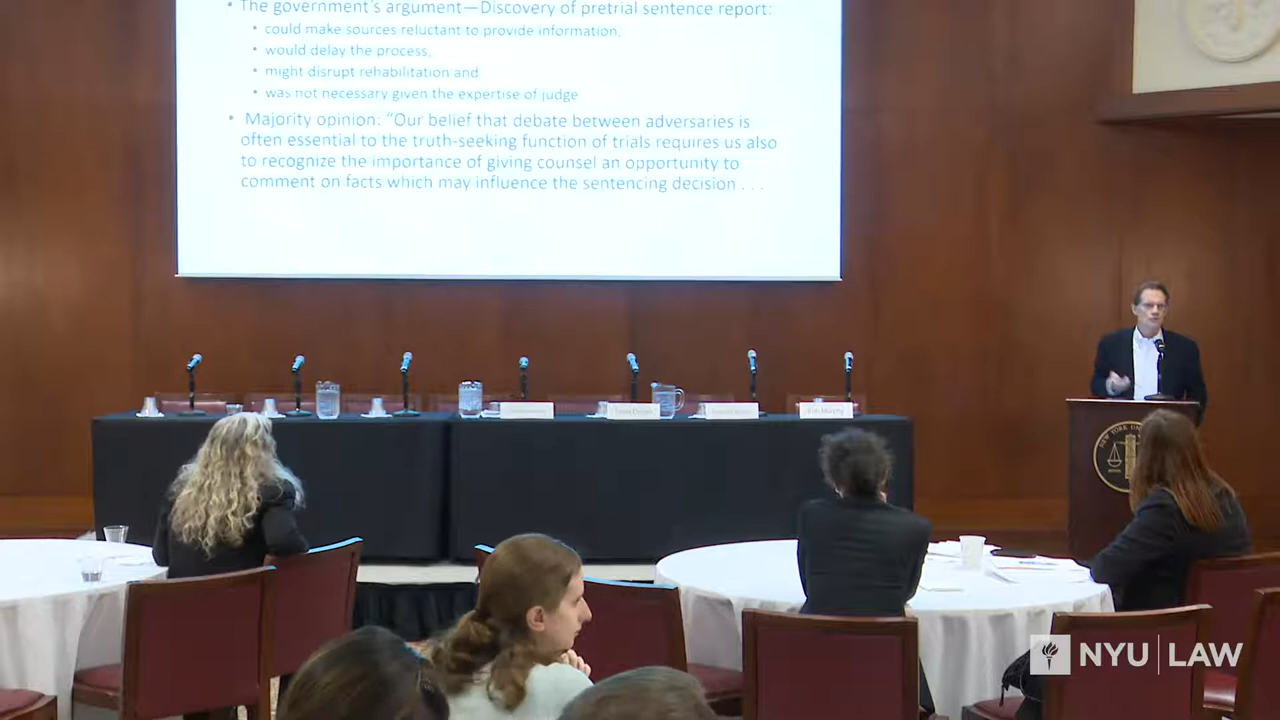 • The government's argument—Discovery of pretrial sentence report:
• could make sources reluctant to provide information,
• would delay the process,
• might disrupt rehabilitation and
• was not necessary given the expertise of judge
• Majority opinion: “Our belief that debate between adversaries is
often essential to the truth-seeking function of trials requires us also
to recognize the importance of giving counsel an opportunity to
comment on facts which may influence the sentencing decision . . .
NEW YORK UN
NYU | LAW